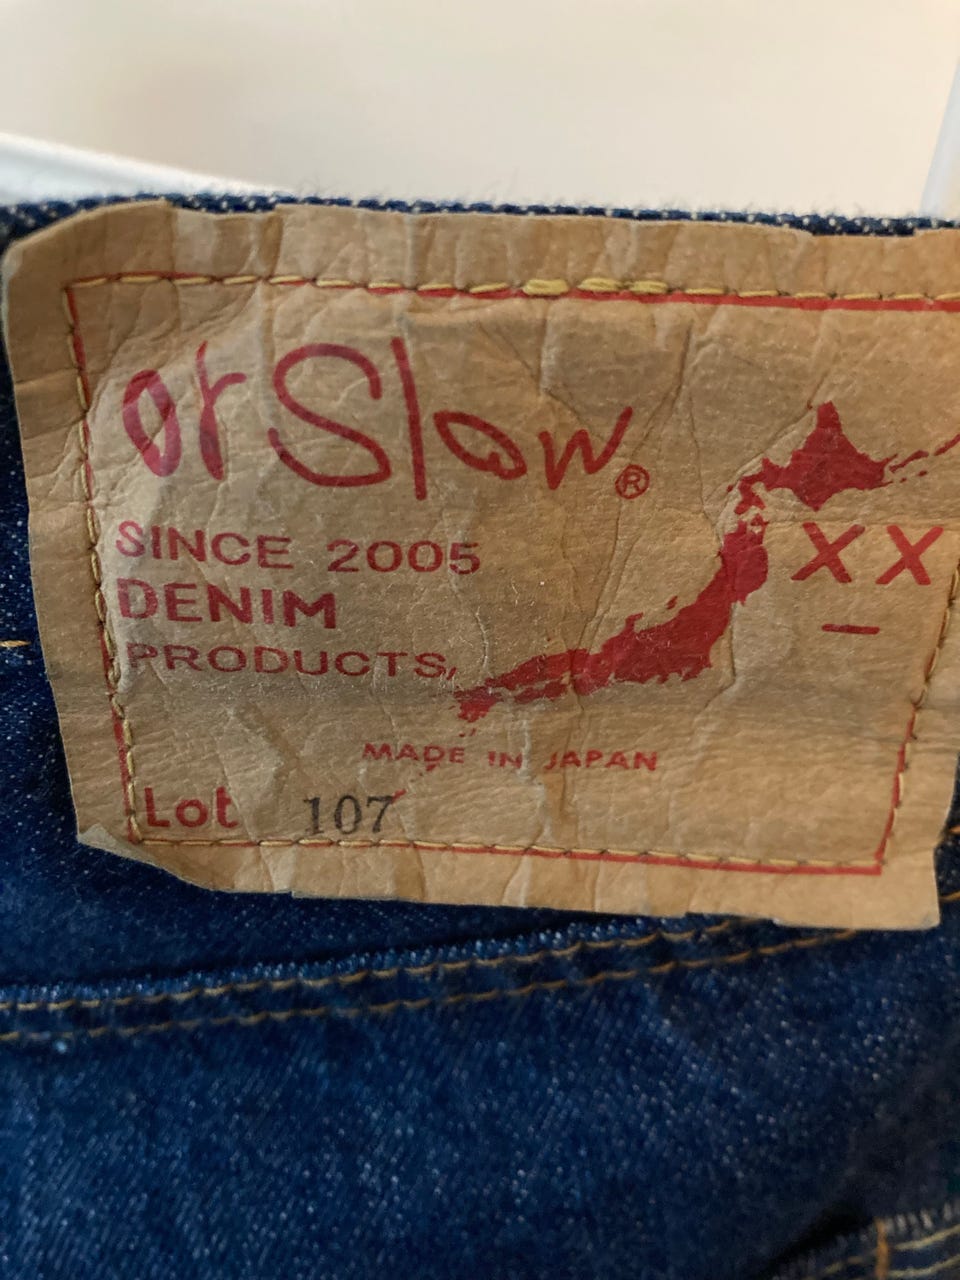 orSlow®
SINCE 2005
DENIM
PRODUCTS,
XX
–
MADE IN JAPAN
Lot 107